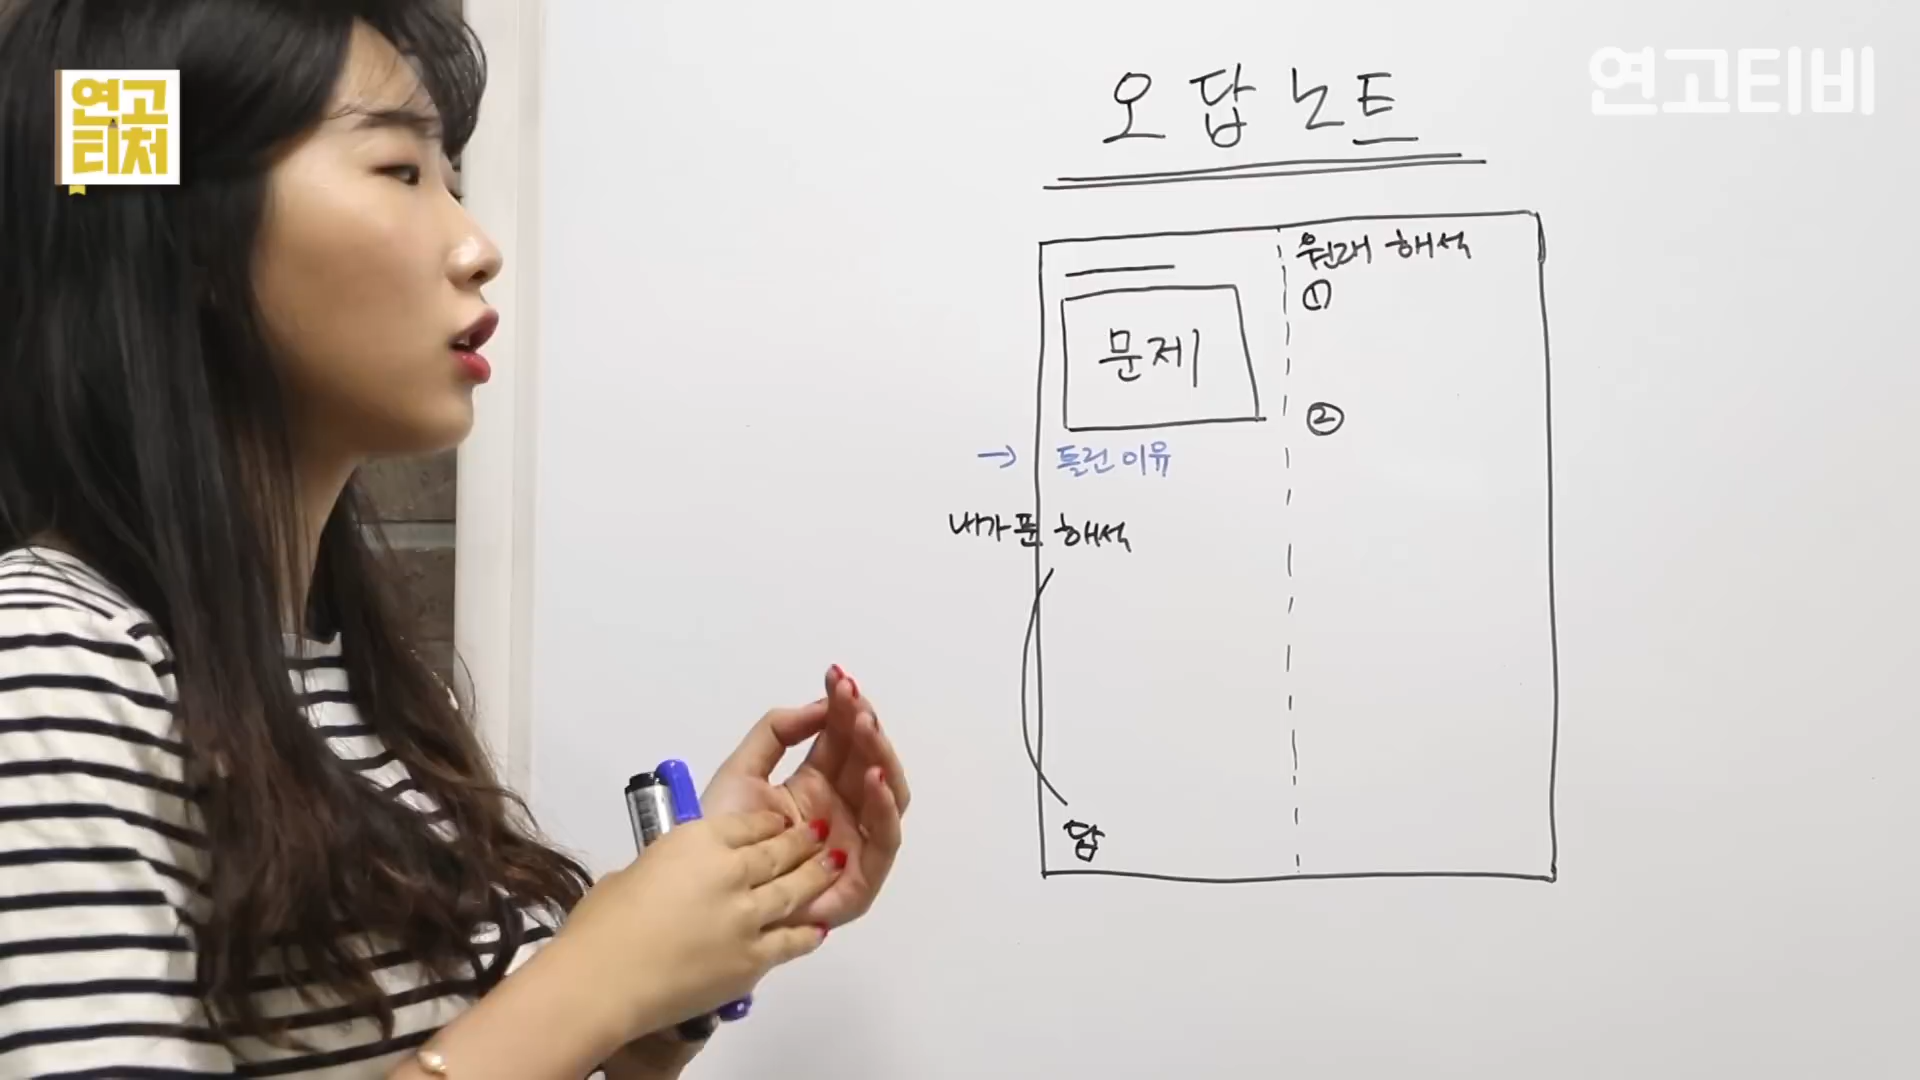 연고
티처
연고티비
오답노트
원래 해석
①
문제
②
→ 틀린 이유
내가 푼 해석
답